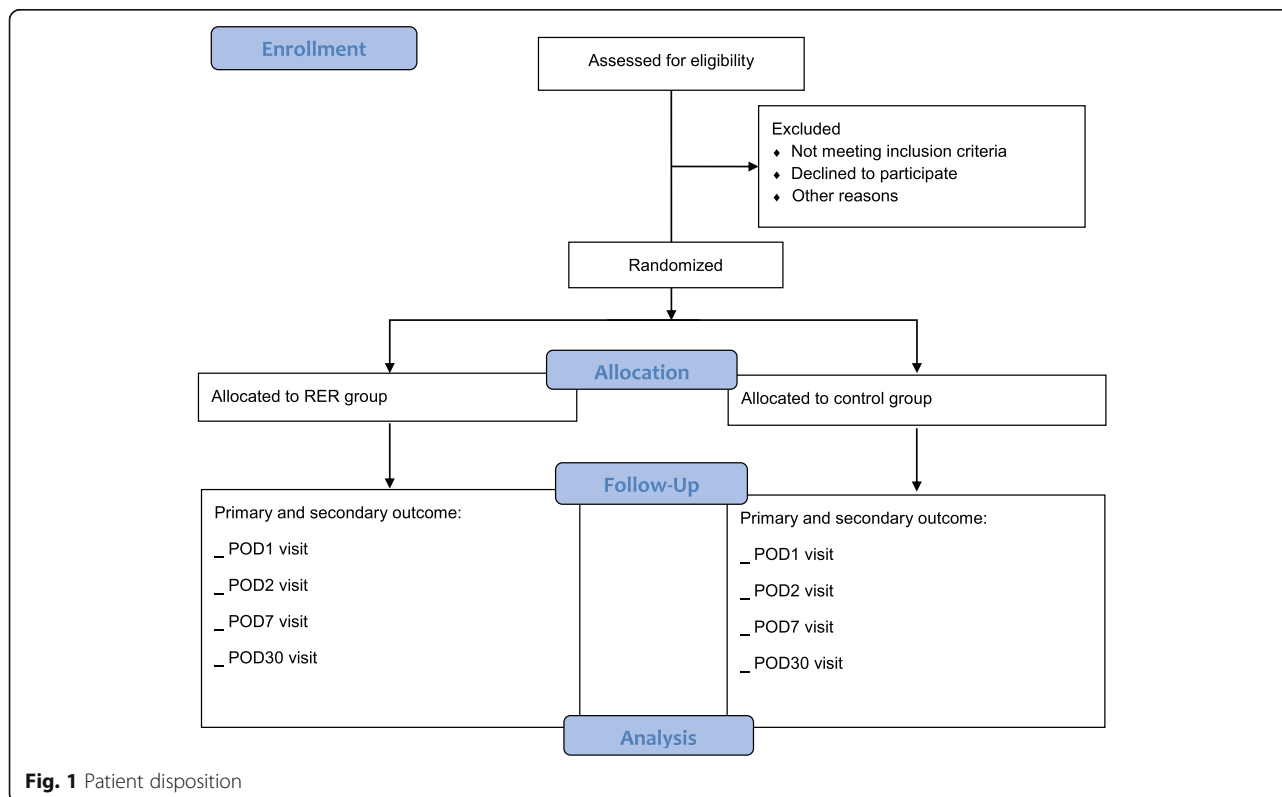 Enrollment
Assessed for eligibility
Excluded
♦ Not meeting inclusion criteria
♦ Declined to participate
♦ Other reasons
Randomized
Allocation
Allocated to RER group
Allocated to control group
Follow-Up
Primary and secondary outcome:
_ POD1 visit
_ POD2 visit
_ POD7 visit
_ POD30 visit
Primary and secondary outcome:
_ POD1 visit
_ POD2 visit
_ POD7 visit
_ POD30 visit
Analysis
Fig. 1 Patient disposition